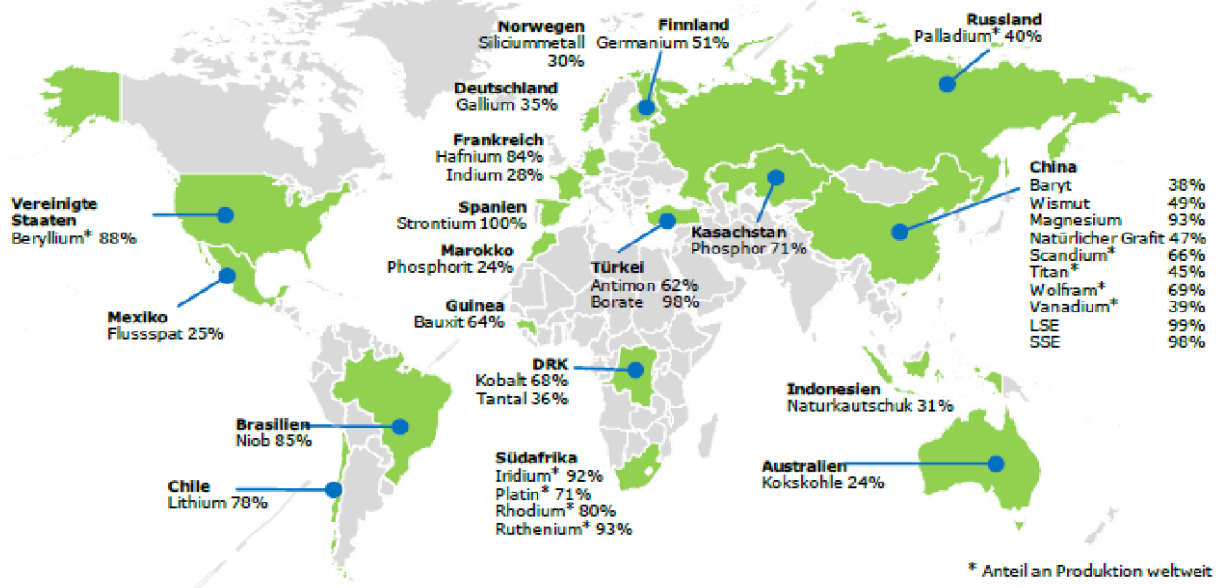 Norwegen
Siliciummetall
30%
Finnland
Germanium 51%
Russland
Palladium* 40%
Deutschland
Gallium 35%
Frankreich
Hafnium 84%
Indium 28%
Spanien
Strontium 100%
Marokko
Phosphorit 24%
Guinea
Bauxit 64%
Vereinigte
Staaten
Beryllium* 88%
Mexiko
Flussspat 25%
Türkei
Antimon 62%
Borate 98%
Kasachstan
Phosphor 71%
China
Baryt 38%
Wismut 49%
Magnesium 93%
Natürlicher Grafit 47%
Scandium* 66%
Titan* 45%
Wolfram* 69%
Vanadium* 39%
LSE 99%
SSE 98%
DRK
Kobalt 68%
Tantal 36%
Indonesien
Naturkautschuk 31%
Brasilien
Niob 85%
Chile
Lithium 78%
Südafrika
Iridium* 92%
Platin* 71%
Rhodium* 80%
Ruthenium* 93%
Australien
Kokskohle 24%
* Anteil an Produktion weltweit